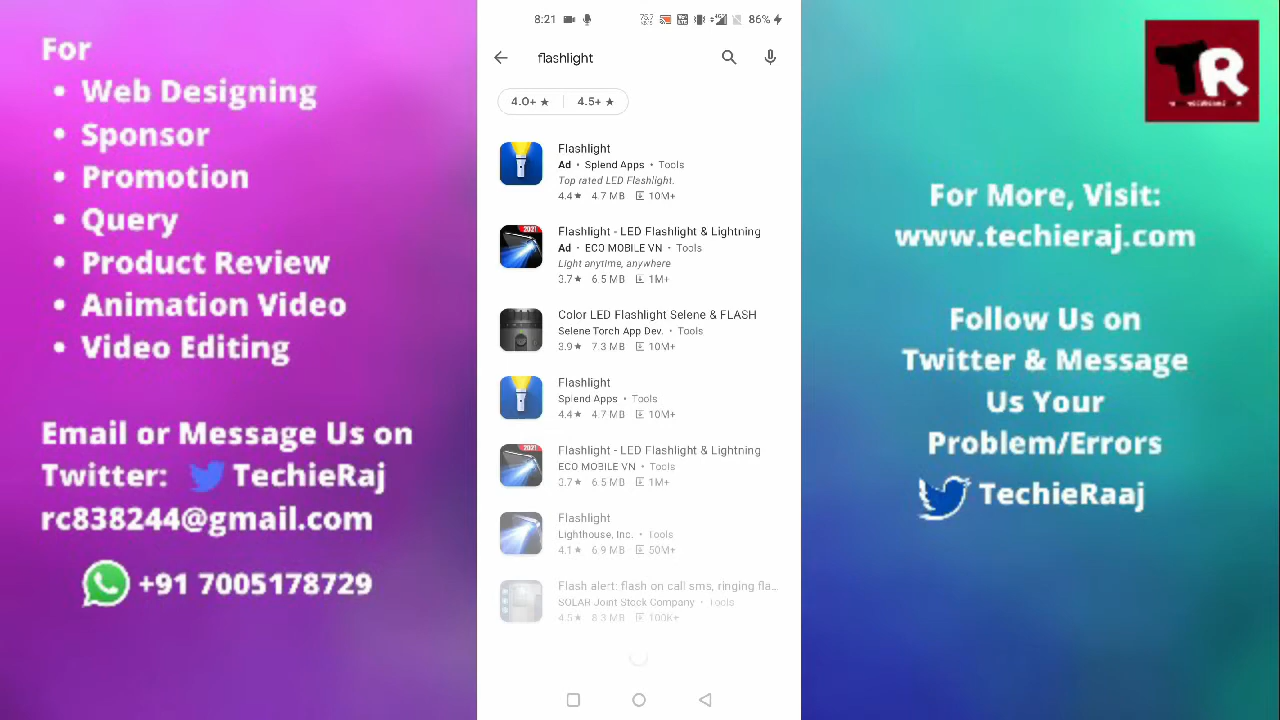 For
• Web Designing
• Sponsor
• Promotion
• Query
• Product Review
• Animation Video
• Video Editing
Email or Message Us on
Twitter: TechieRaj
rc838244@gmail.com
+91 7005178729
8:21
86%
flashlight
4.0+ ★ 4.5+ ★
Flashlight
Ad • Splend Apps • Tools
Top rated LED Flashlight.
4.4★ 4.7 MB 10M+
2021
Flashlight - LED Flashlight & Lightning
Ad • ECO MOBILE VN • Tools
Light anytime, anywhere
3.7★ 6.5 MB 1M+
Color LED Flashlight Selene & FLASH
Selene Torch App Dev. • Tools
3.9★ 7.3 MB 10M+
Flashlight
Splend Apps • Tools
4.4★ 4.7 MB 10M+
2021
Flashlight - LED Flashlight & Lightning
ECO MOBILE VN • Tools
3.7★ 6.5 MB 1M+
Flashlight
Lighthouse, Inc. • Tools
4.1★ 6.9 MB 50M+
Flash alert: flash on call sms, ringing fla...
SOLAR Joint Stock Company • Tools
4.5★ 8.3 MB 100K+
TR
For More, Visit:
www.techieraj.com
Follow Us on
Twitter & Message
Us Your
Problem/Errors
TechieRaaj